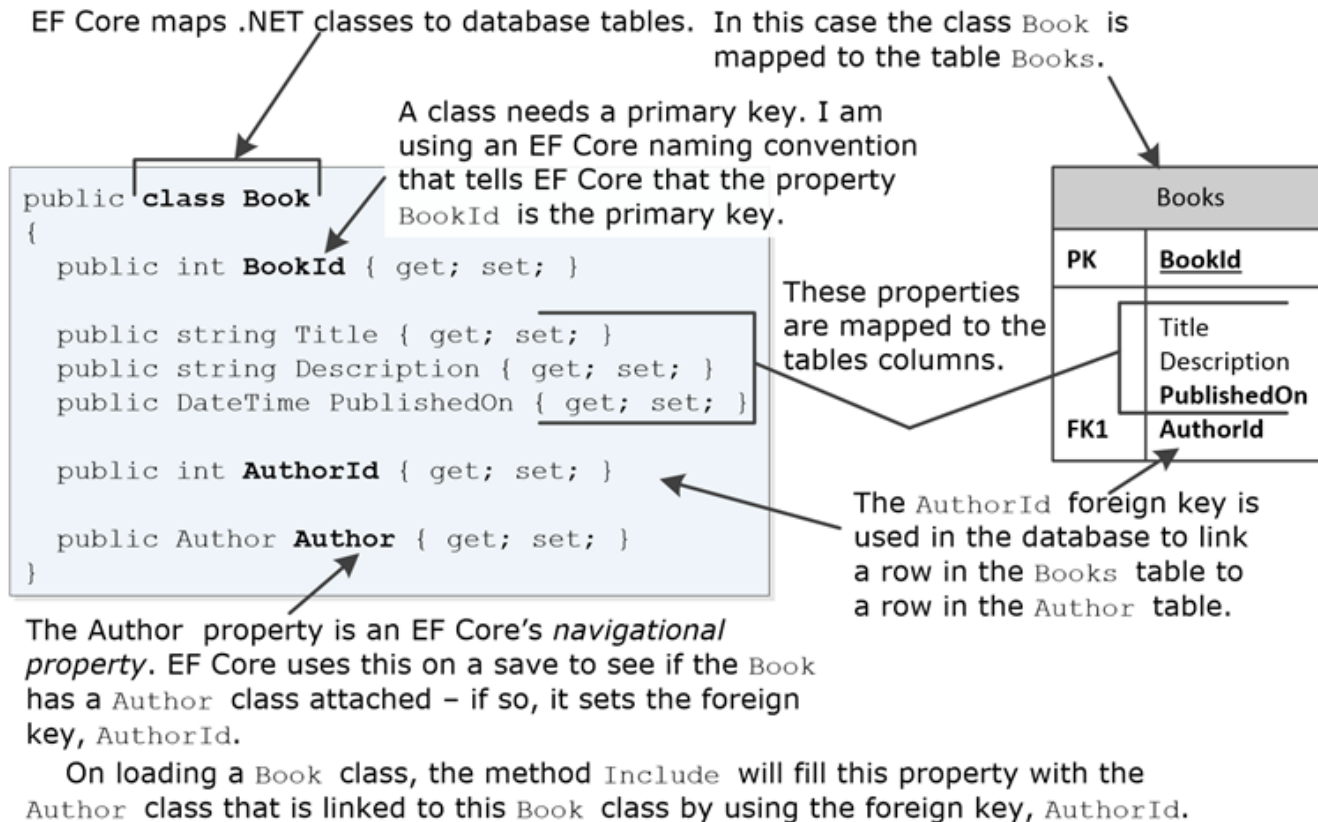 EF Core maps .NET classes to database tables.
In this case the class Book is
mapped to the table Books.
A class needs a primary key. I am
using an EF Core naming convention
that tells EF Core that the property
BookId is the primary key.
public class Book
{
public int BookId { get; set; }
public string Title { get; set; }
public string Description { get; set; }
public DateTime PublishedOn { get; set; }
public int AuthorId { get; set; }
public Author Author { get; set; }
}
These properties
are mapped to the
tables columns.
Books
PK BookId
Title
Description
PublishedOn
FK1 AuthorId
The AuthorId foreign key is
used in the database to link
a row in the Books table to
a row in the Author table.
The Author property is an EF Core's navigational
property. EF Core uses this on a save to see if the Book
has a Author class attached – if so, it sets the foreign
key, AuthorId.
On loading a Book class, the method Include will fill this property with the
Author class that is linked to this Book class by using the foreign key, AuthorId.